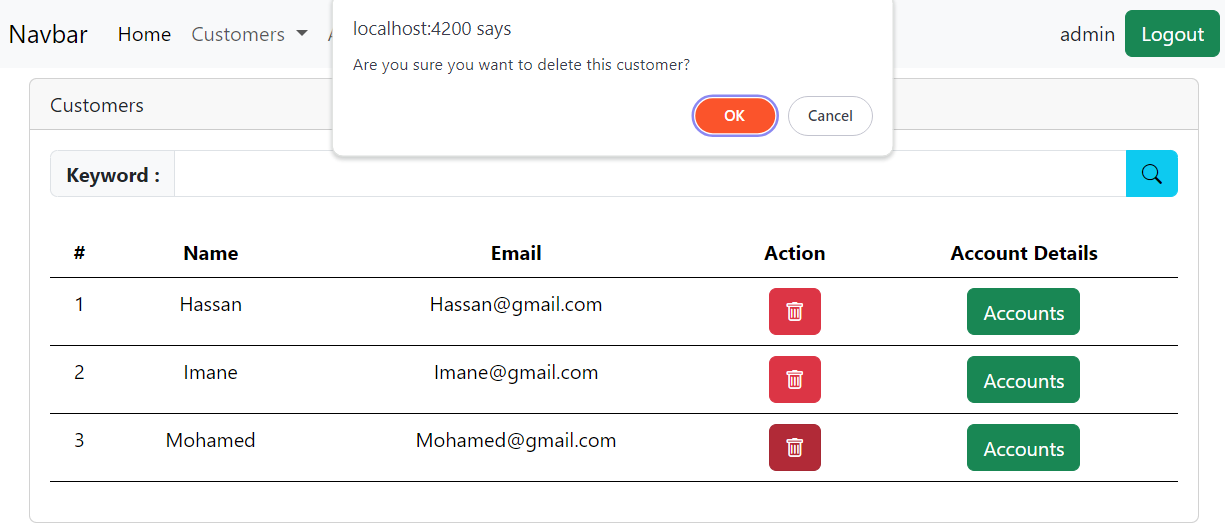 Navbar Home Customers admin Logout
localhost:4200 says
Are you sure you want to delete this customer?
OK Cancel
Customers
Keyword :
# Name Email Action Account Details
1 Hassan Hassan@gmail.com Accounts
2 Imane Imane@gmail.com Accounts
3 Mohamed Mohamed@gmail.com Accounts